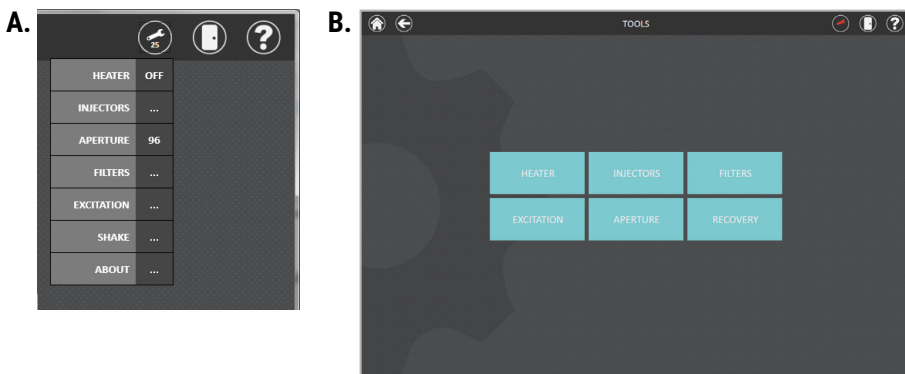 A.
25
?
HEATER OFF
INJECTORS ...
APERTURE 96
FILTERS ...
EXCITATION ...
SHAKE ...
ABOUT ...
B.
TOOLS
?
HEATER INJECTORS FILTERS
EXCITATION APERTURE RECOVERY